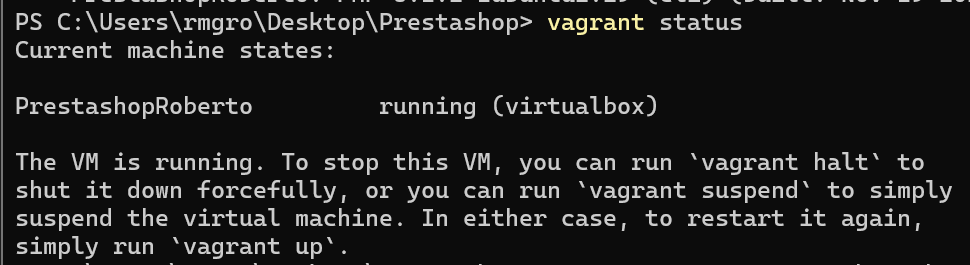 PS C:\Users\rmgro\Desktop\Prestashop> vagrant status
Current machine states:
PrestashopRoberto running (virtualbox)
The VM is running. To stop this VM, you can run `vagrant halt` to
shut it down forcefully, or you can run `vagrant suspend` to simply
suspend the virtual machine. In either case, to restart it again,
simply run `vagrant up`.